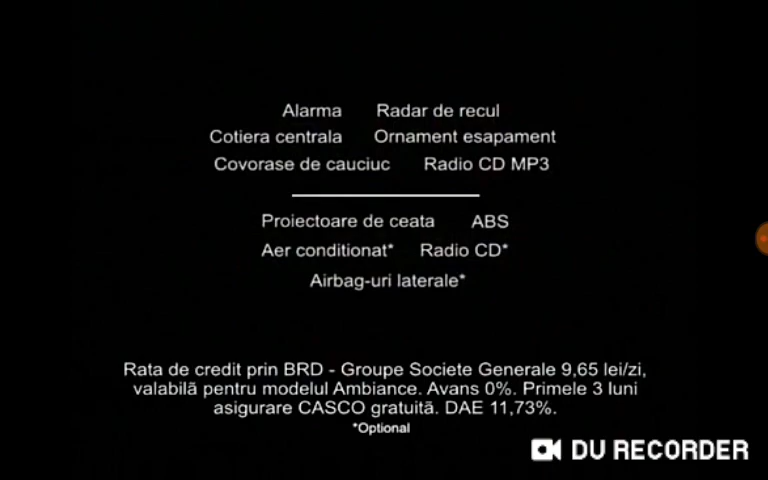 Alarma Radar de recul
Cotiera centrala Ornament esapament
Covorase de cauciuc Radio CD MP3
Proiectoare de ceata ABS
Aer conditionat* Radio CD*
Airbag-uri laterale*
Rata de credit prin BRD - Groupe Societe Generale 9,65 lei/zi,
valabilã pentru modelul Ambiance. Avans 0%. Primele 3 luni
asigurare CASCO gratuitã. DAE 11,73%.
*Optional
DU RECORDER